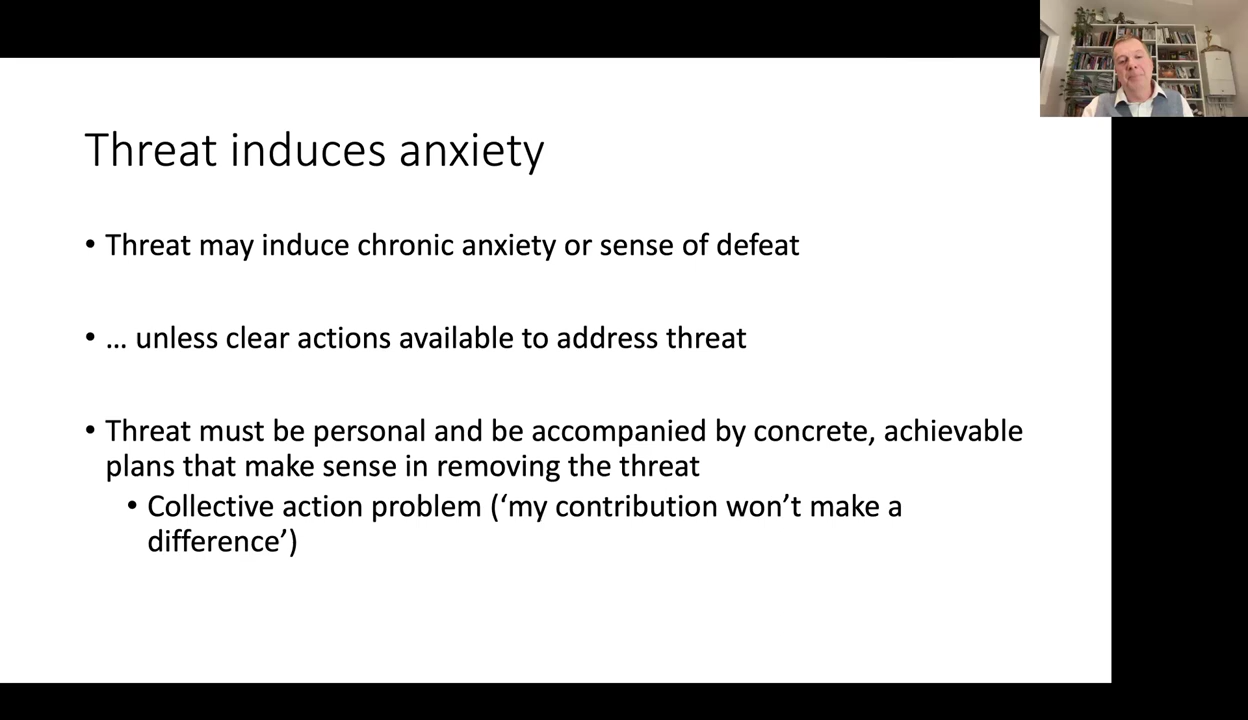 Threat induces anxiety
• Threat may induce chronic anxiety or sense of defeat
• ... unless clear actions available to address threat
• Threat must be personal and be accompanied by concrete, achievable
plans that make sense in removing the threat
• Collective action problem (‘my contribution won’t make a
difference’)